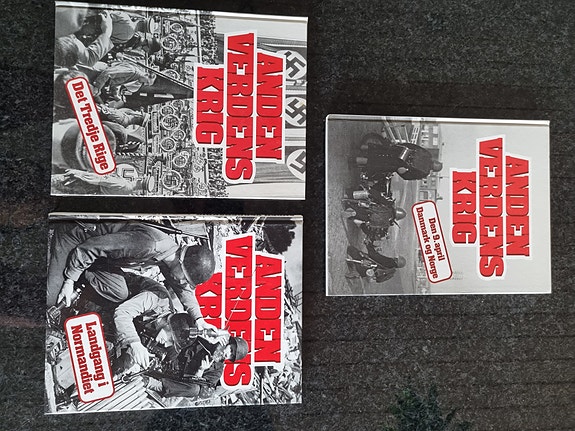 ANDEN
VERDENS
KRIG
Det Tredje Rige
ANDEN
VERDENS
KRIG
Landgang i
Normandiet
ANDEN
VERDENS
KRIG
Den 9. april
Danmark og Norge